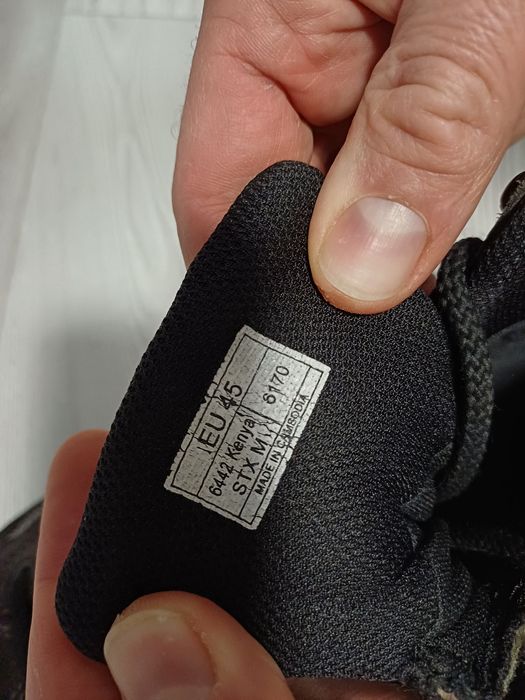 EU 45
6442 Kenya
STX M 6170
MADE IN CAMBODIA